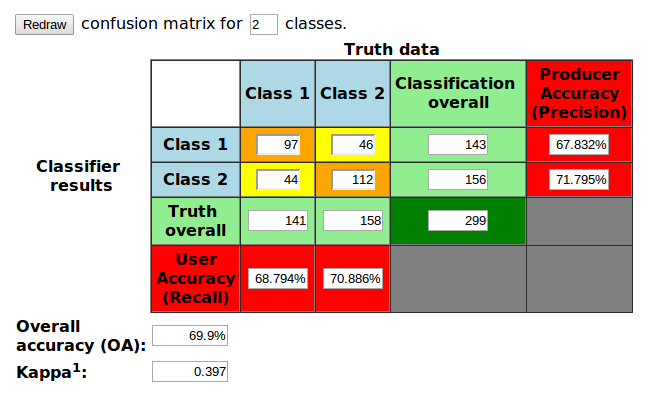 Redraw confusion matrix for 2 classes.
Truth data
Class 1 Class 2 Classification overall Producer Accuracy (Precision)
Classifier results
Class 1 97 46 143 67.832%
Class 2 44 112 156 71.795%
Truth overall 141 158 299
User Accuracy (Recall) 68.794% 70.886%
Overall accuracy (OA): 69.9%
Kappa¹: 0.397